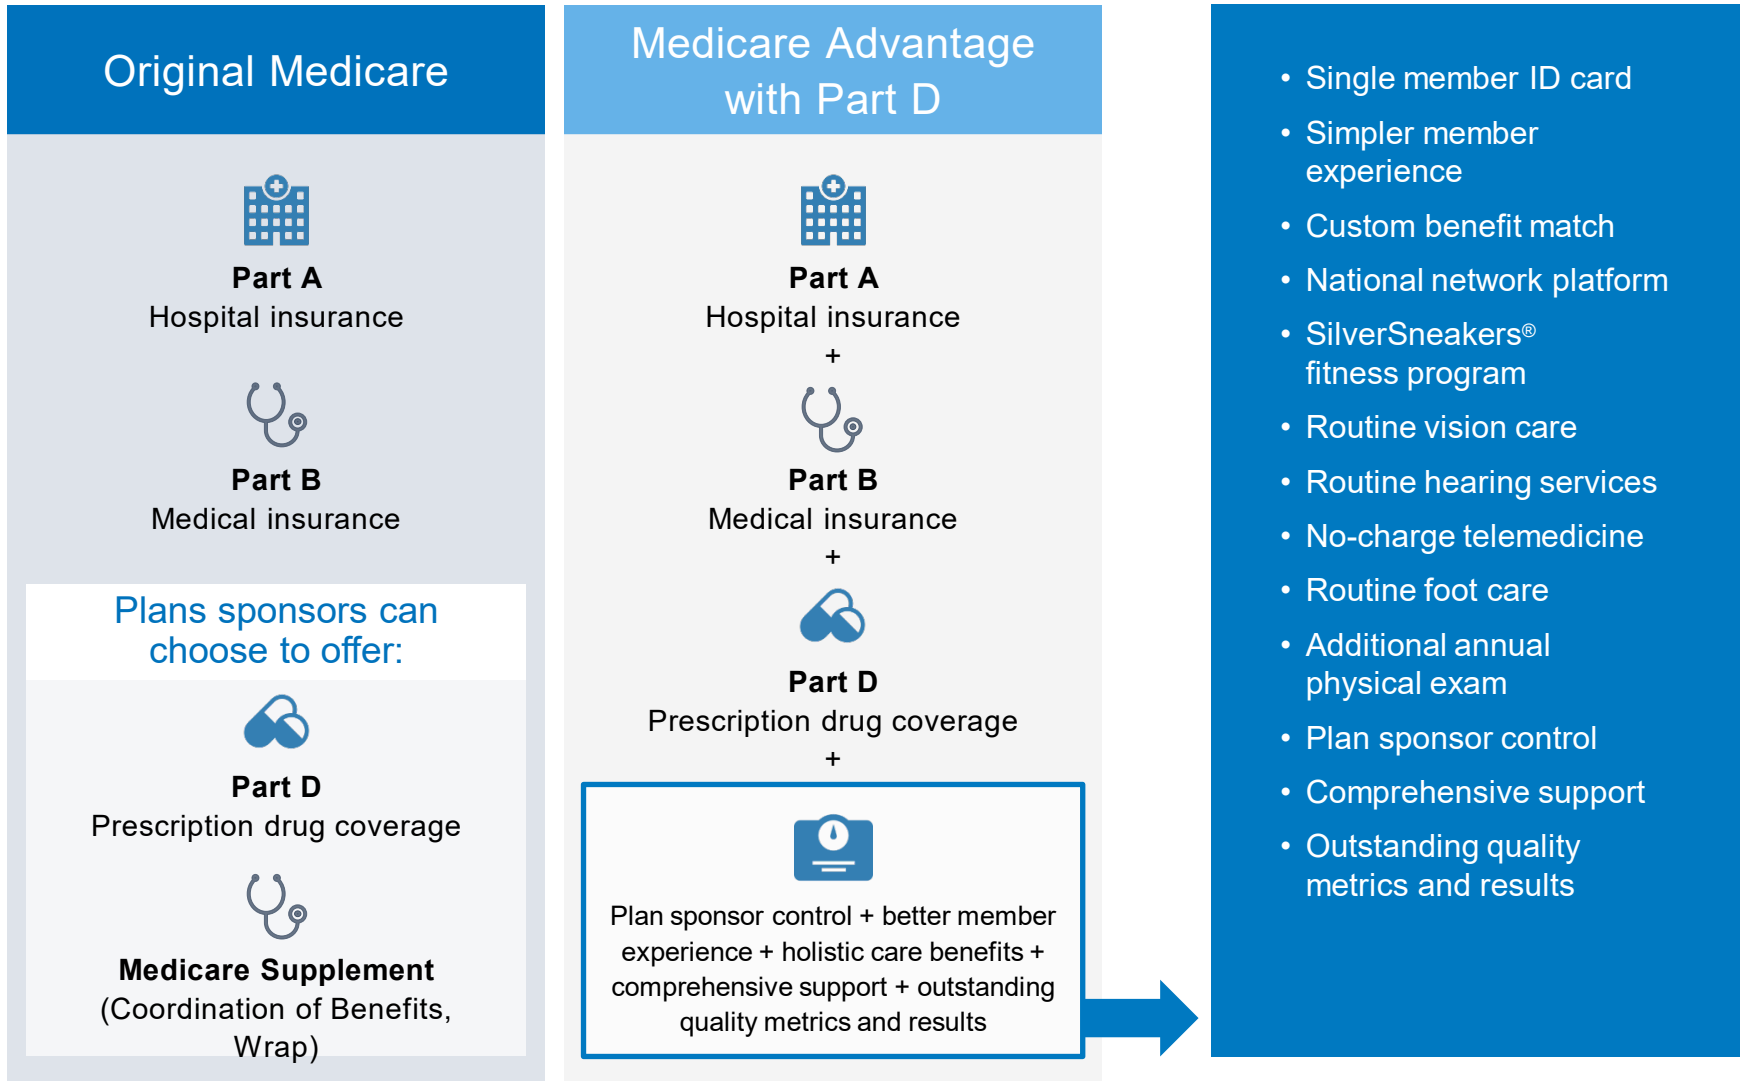 Original Medicare
Part A
Hospital insurance
Part B
Medical insurance
Plans sponsors can
choose to offer:
Part D
Prescription drug coverage
Medicare Supplement
(Coordination of Benefits,
Wrap)
Medicare Advantage
with Part D
Part A
Hospital insurance
+
Part B
Medical insurance
+
Part D
Prescription drug coverage
+
Plan sponsor control + better member
experience + holistic care benefits +
comprehensive support + outstanding
quality metrics and results
• Single member ID card
• Simpler member
experience
• Custom benefit match
• National network platform
• SilverSneakers®
fitness program
• Routine vision care
• Routine hearing services
• No-charge telemedicine
• Routine foot care
• Additional annual
physical exam
• Plan sponsor control
• Comprehensive support
• Outstanding quality
metrics and results